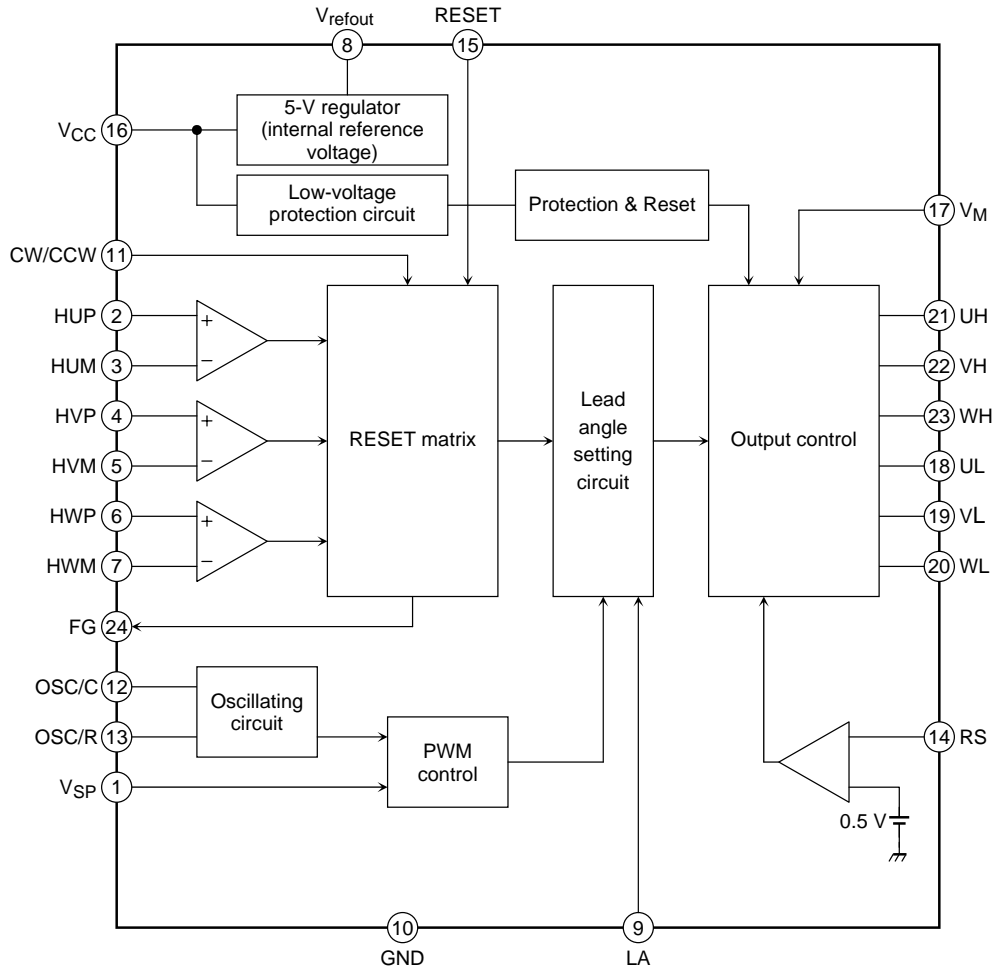 Vrefout
RESET
8
15
5-V regulator
(internal reference
voltage)
VCC
16
Low-voltage
protection circuit
Protection & Reset
17
VM
CW/CCW
11
HUP
2
+
−
HUM
3
HVP
4
+
−
HVM
5
HWP
6
+
−
HWM
7
RESET matrix
Lead
angle
setting
circuit
Output control
21
UH
22
VH
23
WH
18
UL
19
VL
20
WL
FG
24
OSC/C
12
Oscillating
circuit
OSC/R
13
PWM
control
VSP
1
14
RS
0.5 V
10
GND
9
LA